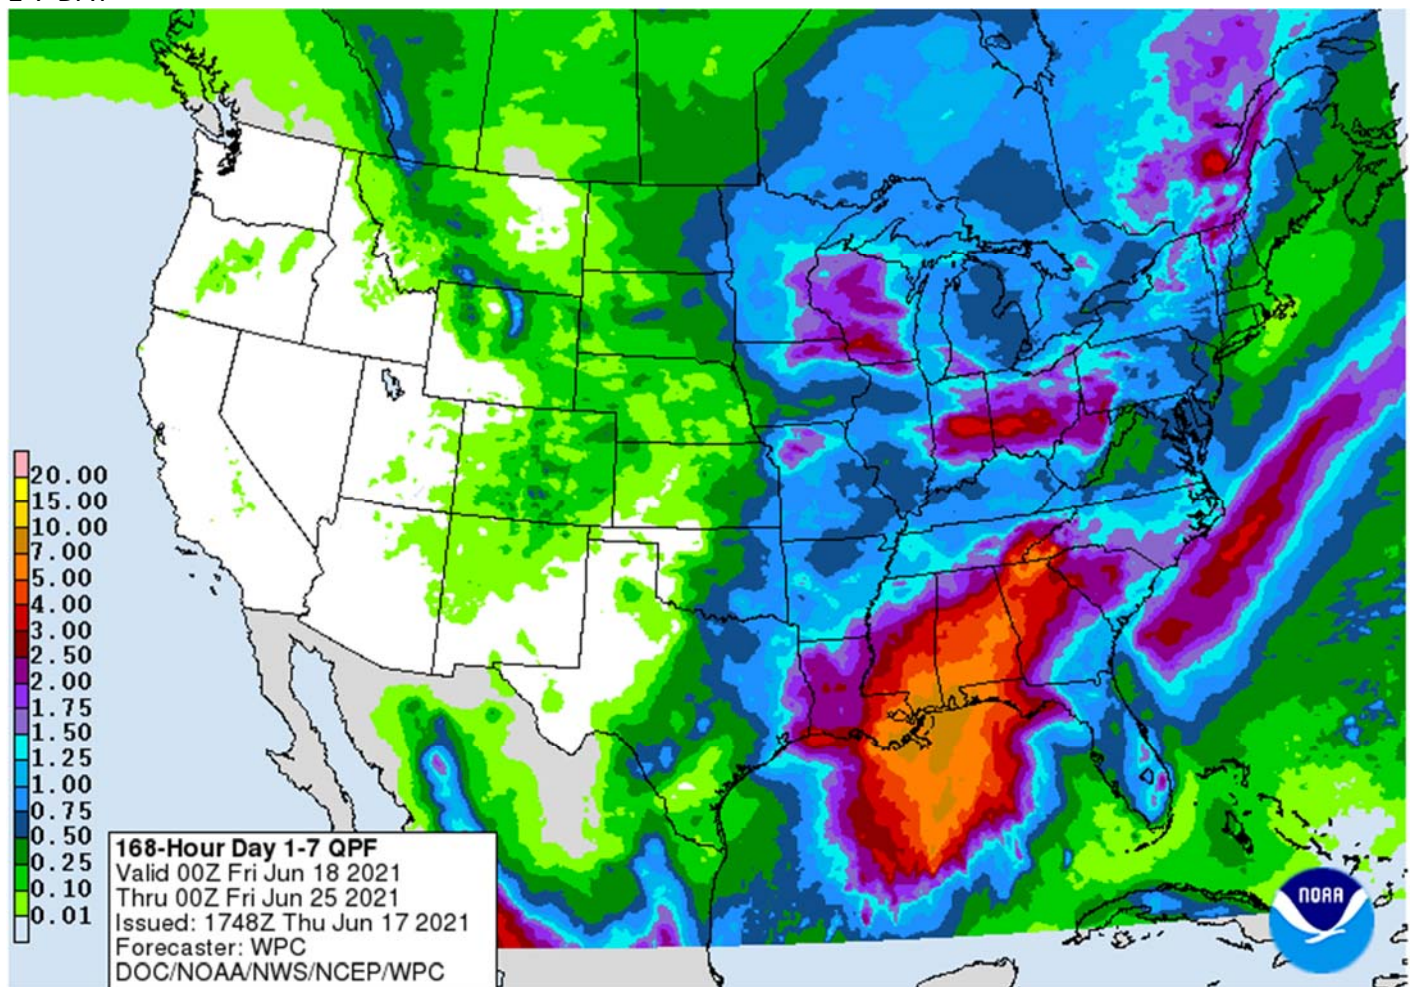 20.00
15.00
10.00
7.00
5.00
4.00
3.00
2.50
2.00
1.75
1.50
1.25
1.00
0.75
0.50
0.25
0.10
0.01
168-Hour Day 1-7 QPF
Valid 00Z Fri Jun 18 2021
Thru 00Z Fri Jun 25 2021
Issued: 1748Z Thu Jun 17 2021
Forecaster: WPC
DOC/NOAA/NWS/NCEP/WPC
NOAA